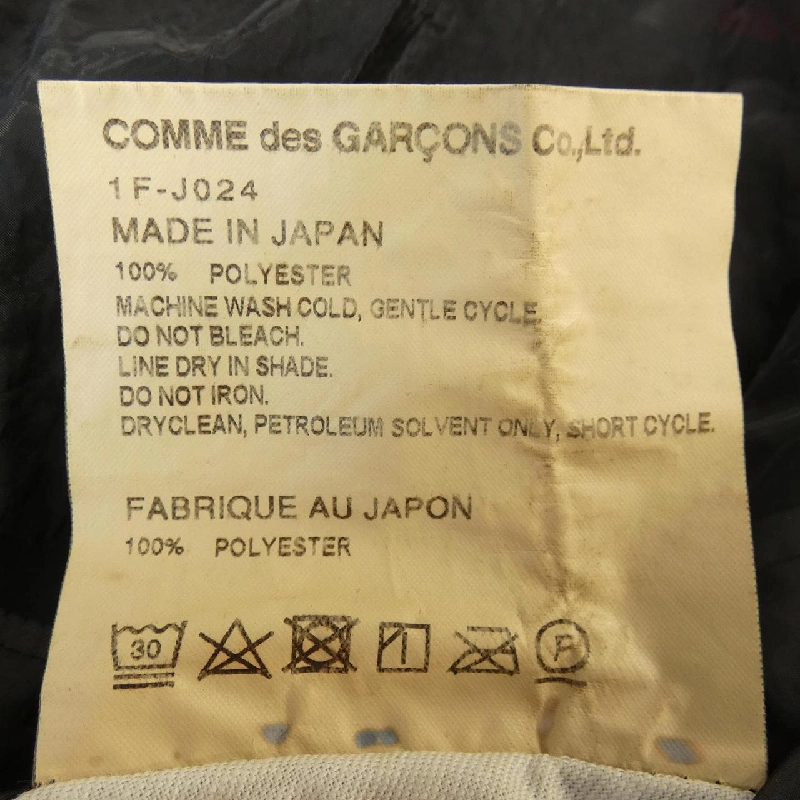 COMME des GARÇONS Co.,Ltd.
1F-J024
MADE IN JAPAN
100% POLYESTER
MACHINE WASH COLD, GENTLE CYCLE.
DO NOT BLEACH.
LINE DRY IN SHADE.
DO NOT IRON.
DRYCLEAN, PETROLEUM SOLVENT ONLY, SHORT CYCLE.
FABRIQUE AU JAPON
100% POLYESTER
30 F